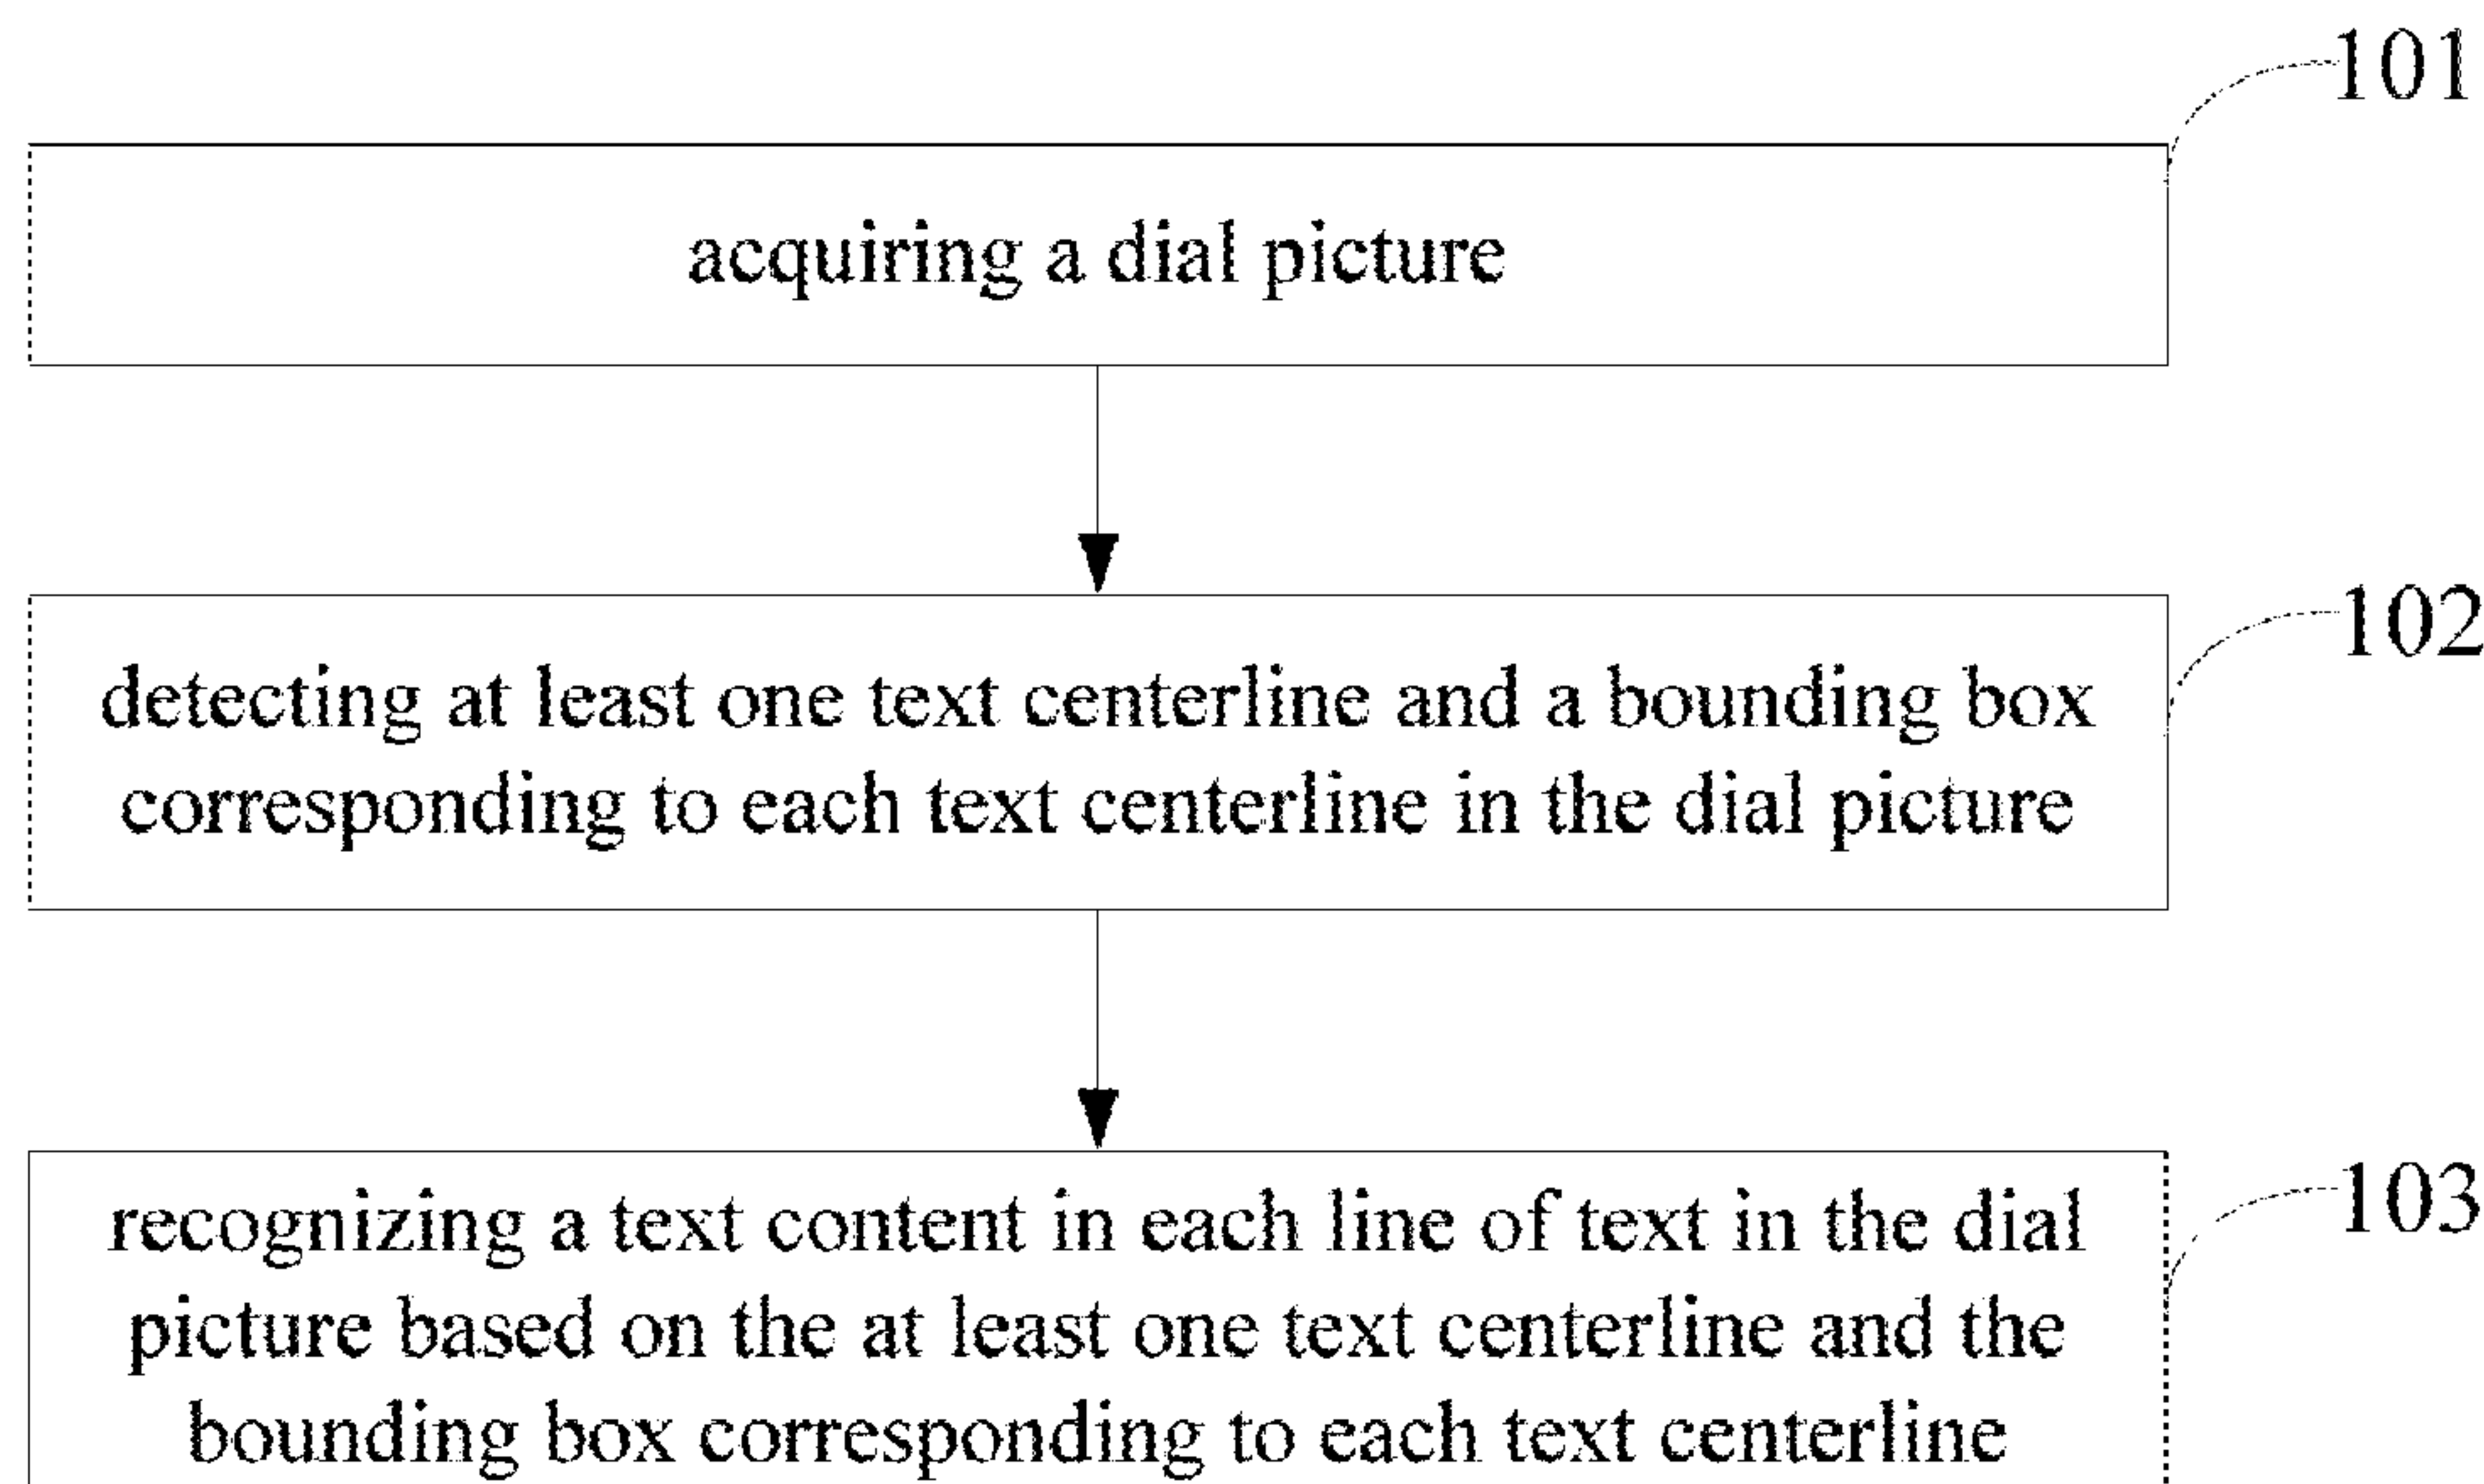 101
acquiring a dial picture
102
detecting at least one text centerline and a bounding box
corresponding to each text centerline in the dial picture
103
recognizing a text content in each line of text in the dial
picture based on the at least one text centerline and the
bounding box corresponding to each text centerline